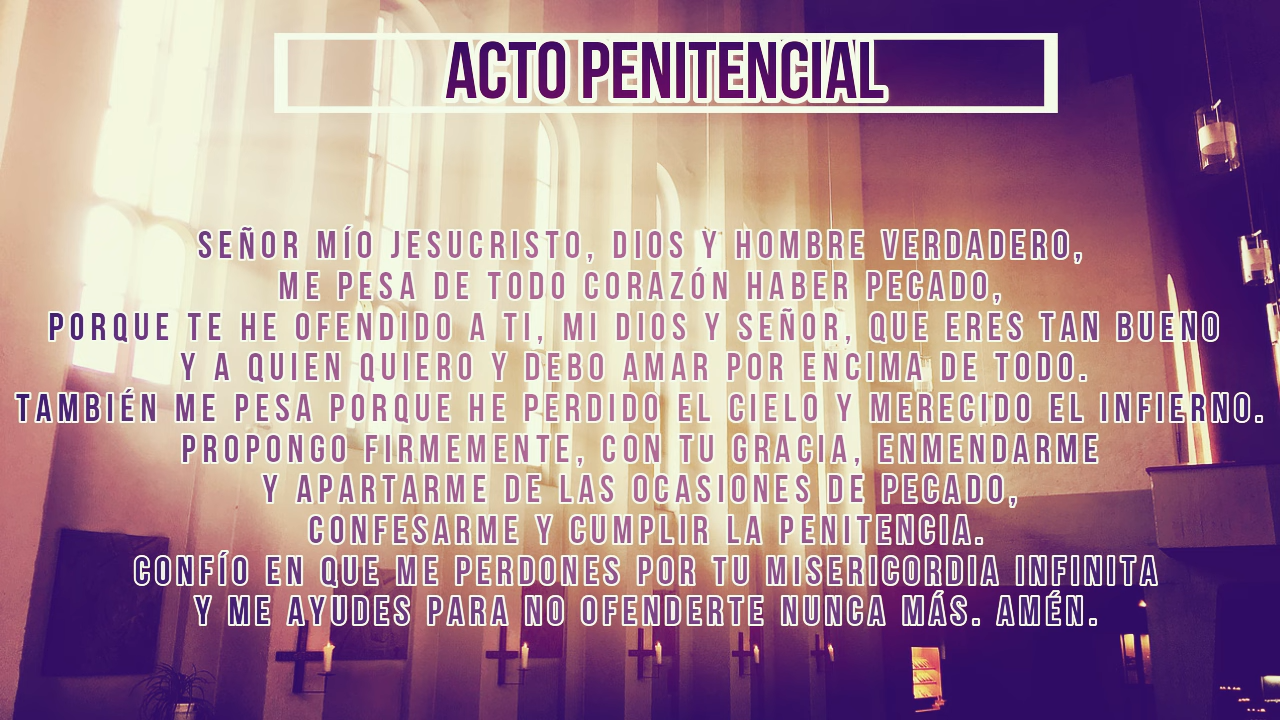 ACTO PENITENCIAL
SEÑOR MÍO JESUCRISTO, DIOS Y HOMBRE VERDADERO,
ME PESA DE TODO CORAZÓN HABER PECADO,
PORQUE TE HE OFENDIDO A TI, MI DIOS Y SEÑOR, QUE ERES TAN BUENO
Y A QUIEN QUIERO Y DEBO AMAR POR ENCIMA DE TODO.
TAMBIÉN ME PESA PORQUE HE PERDIDO EL CIELO Y MERECIDO EL INFIERNO.
PROPONGO FIRMEMENTE, CON TU GRACIA, ENMENDARME
Y APARTARME DE LAS OCASIONES DE PECADO,
CONFESARME Y CUMPLIR LA PENITENCIA.
CONFÍO EN QUE ME PERDONES POR TU MISERICORDIA INFINITA
Y ME AYUDES PARA NO OFENDERTE NUNCA MÁS. AMÉN.